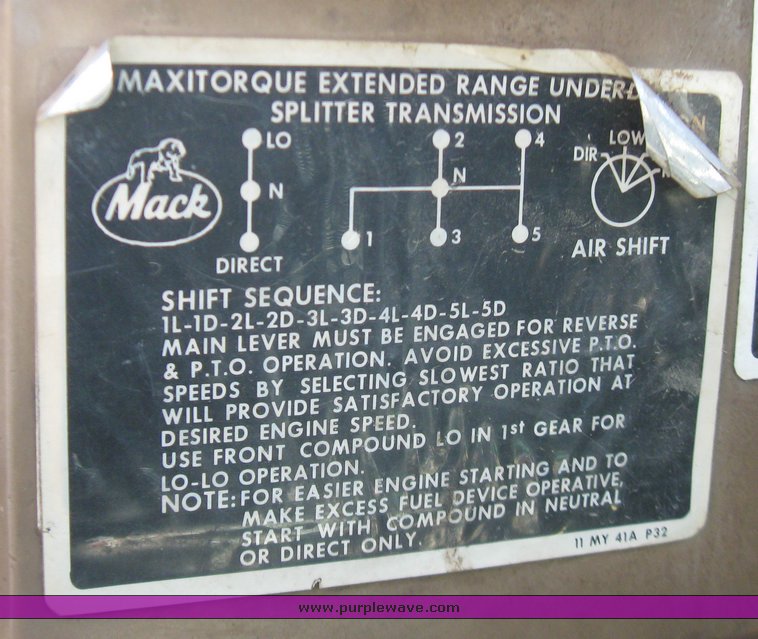 MAXITORQUE EXTENDED RANGE
SPLITTER TRANSMISSION
LO
N
DIRECT
Mack
2
4
N
1
3
5
DIR
LOW
AIR SHIFT
SHIFT SEQUENCE:
1L-1D-2L-2D-3L-3D-4L-4D-5L-5D
MAIN LEVER MUST BE ENGAGED FOR REVERSE
& P.T.O. OPERATION. AVOID EXCESSIVE P.T.O.
SPEEDS BY SELECTING SLOWEST RATIO THAT
WILL PROVIDE SATISFACTORY OPERATION AT
DESIRED ENGINE SPEED.
USE FRONT COMPOUND LO IN 1st GEAR FOR
LO-LO OPERATION.
NOTE: FOR EASIER ENGINE STARTING AND TO
MAKE EXCESS FUEL DEVICE OPERATIVE,
START WITH COMPOUND IN NEUTRAL
OR DIRECT ONLY.
11 MY 41A P32
www.purplewave.com